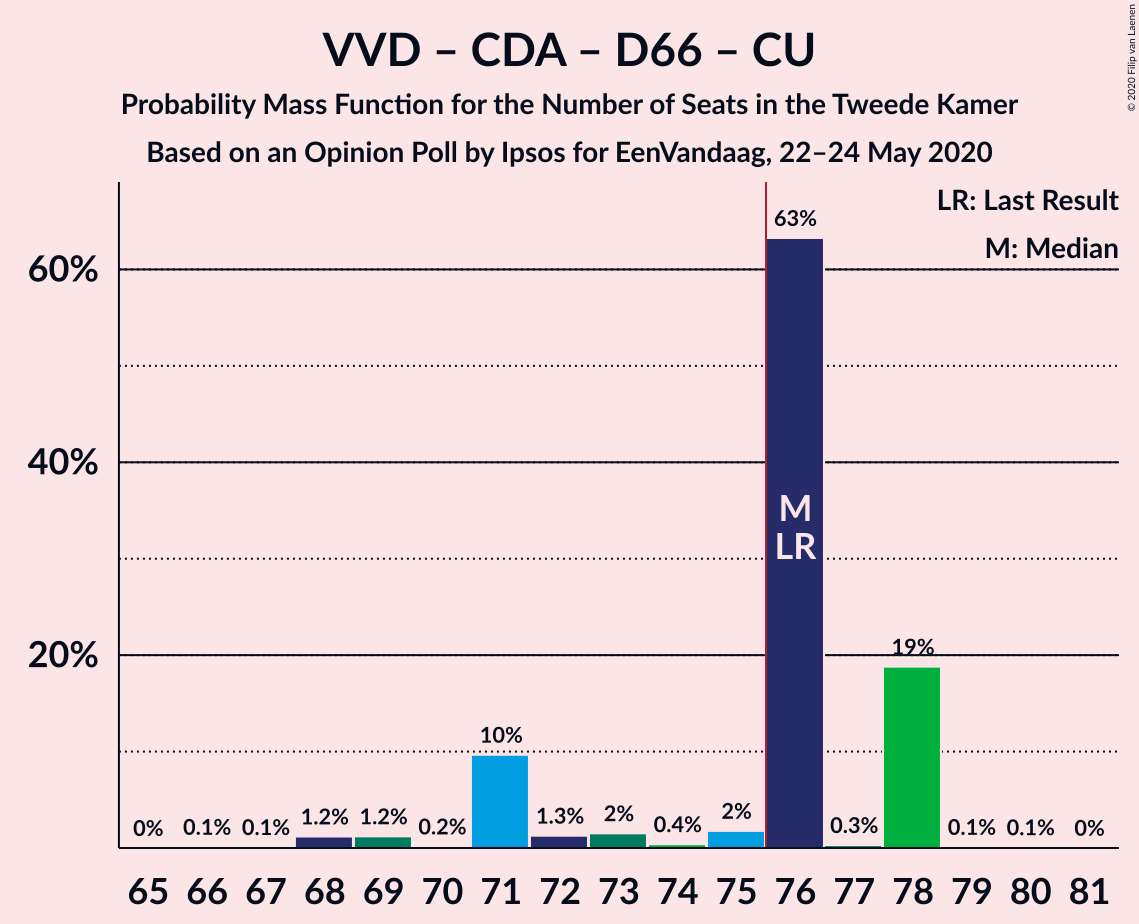 VVD – CDA – D66 – CU
Probability Mass Function for the Number of Seats in the Tweede Kamer
Based on an Opinion Poll by Ipsos for EenVandaag, 22–24 May 2020
© 2020 Filip van Laenen
LR: Last Result
M: Median
60%
40%
20%
0%
0.1%
0.1%
1.2%
1.2%
0.2%
10%
1.3%
2%
0.4%
2%
63%
0.3%
19%
0.1%
0.1%
0%
M
LR
65 66 67 68 69 70 71 72 73 74 75 76 77 78 79 80 81